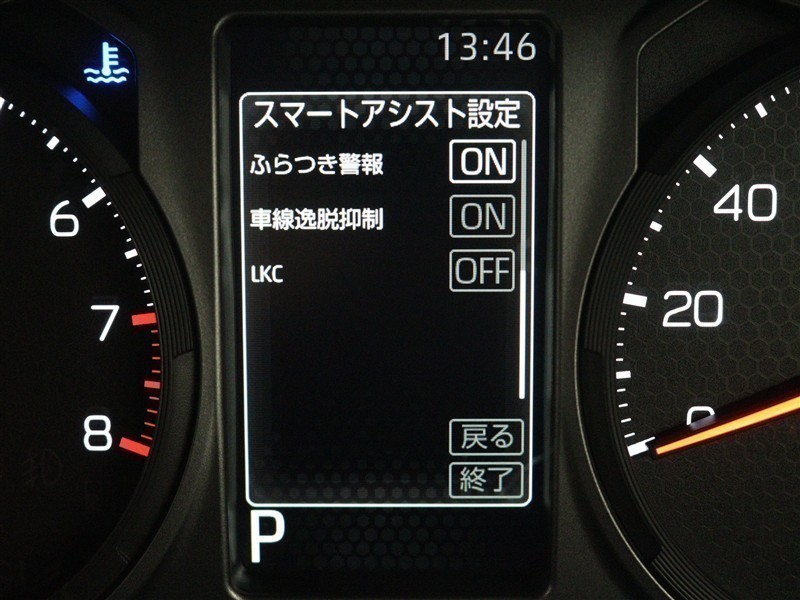 13:46
スマートアシスト設定
ふらつき警報 ON
車線逸脱抑制 ON
LKC OFF
戻る
終了
P
6
7
8
40
20
0